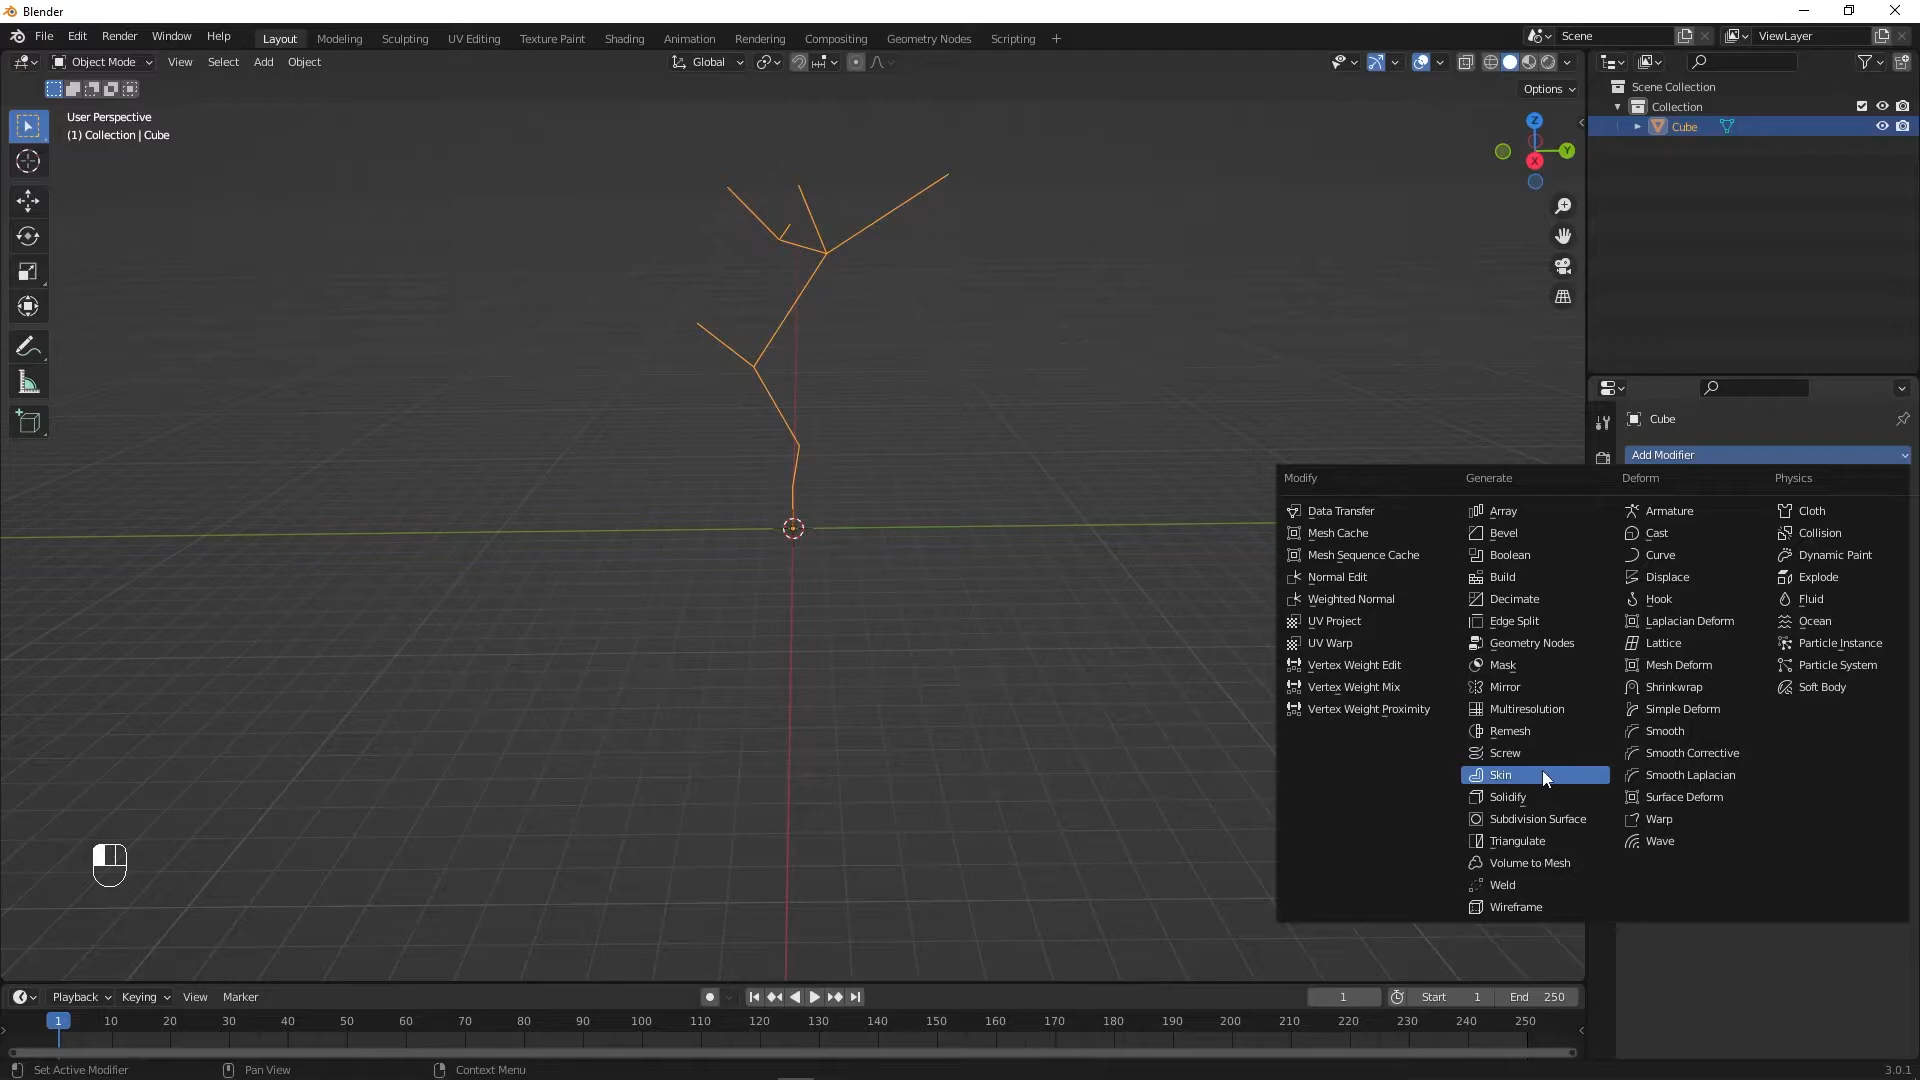 Blender
File Edit Render Window Help Layout Modeling Sculpting UV Editing Texture Paint Shading Animation Rendering Compositing Geometry Nodes Scripting + Scene ViewLayer
Object Mode View Select Add Object Global
Options
User Perspective
(1) Collection | Cube
Z
Y
X
Scene Collection
Collection
Cube
Cube
Add Modifier
Modify Generate Deform Physics
Data Transfer Array Armature Cloth
Mesh Cache Bevel Cast Collision
Mesh Sequence Cache Boolean Curve Dynamic Paint
Normal Edit Build Displace Explode
Weighted Normal Decimate Hook Fluid
UV Project Edge Split Laplacian Deform Ocean
UV Warp Geometry Nodes Lattice Particle Instance
Vertex Weight Edit Mask Mesh Deform Particle System
Vertex Weight Mix Mirror Shrinkwrap Soft Body
Vertex Weight Proximity Multiresolution Simple Deform
Remesh Smooth
Screw Smooth Corrective
Skin Smooth Laplacian
Solidify Surface Deform
Subdivision Surface Warp
Triangulate Wave
Volume to Mesh
Weld
Wireframe
Playback Keying View Marker 1 Start 1 End 250
1 10 20 30 40 50 60 70 80 90 100 110 120 130 140 150 160 170 180 190 200 210 220 230 240 250
Set Active Modifier Pan View Context Menu 3.0.1